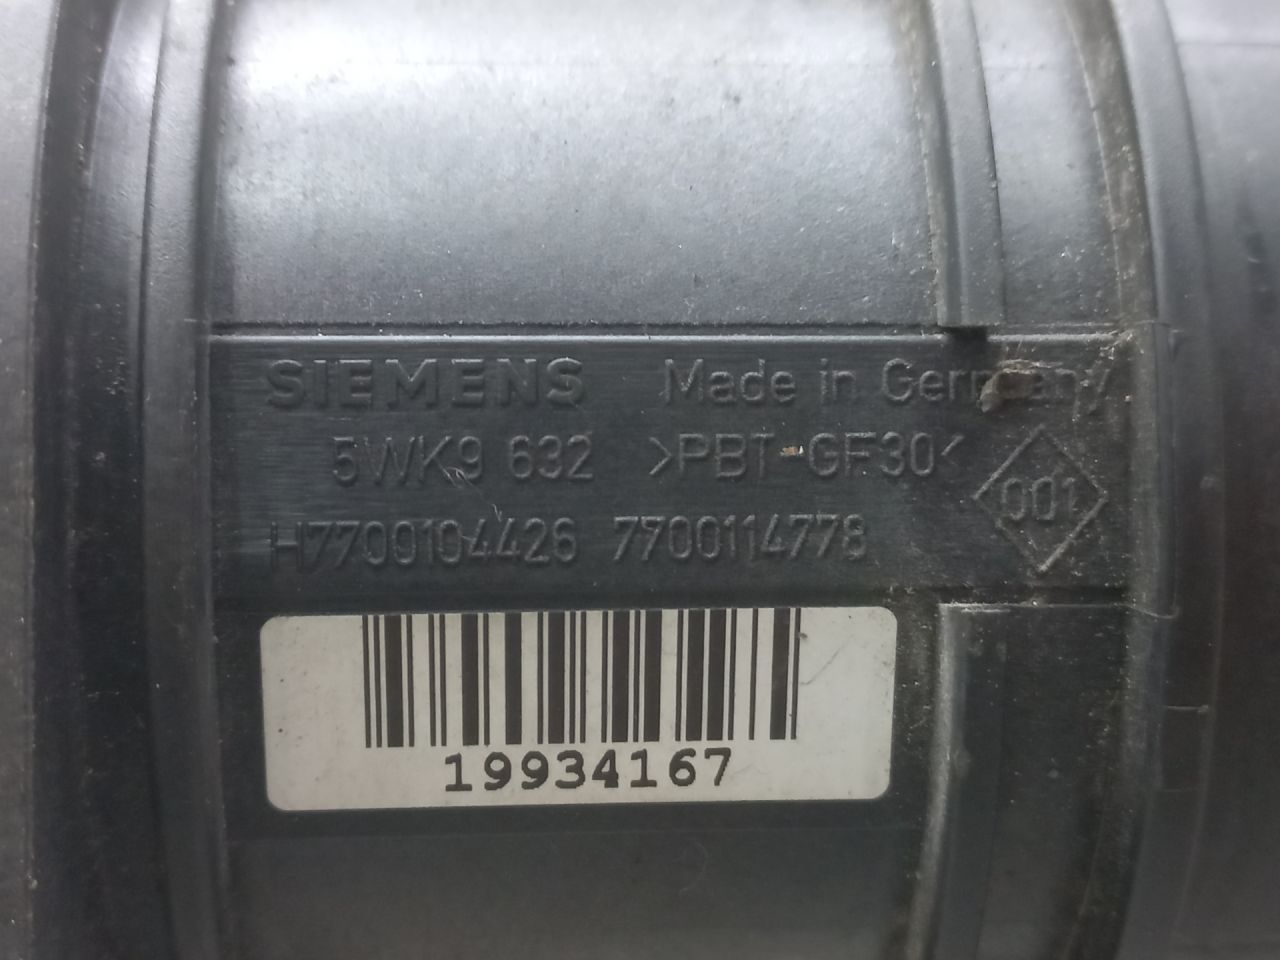 SIEMENS Made in Germany
5WK9 632 >PBT-GF30<
001
H7700104426 7700114778
19934167